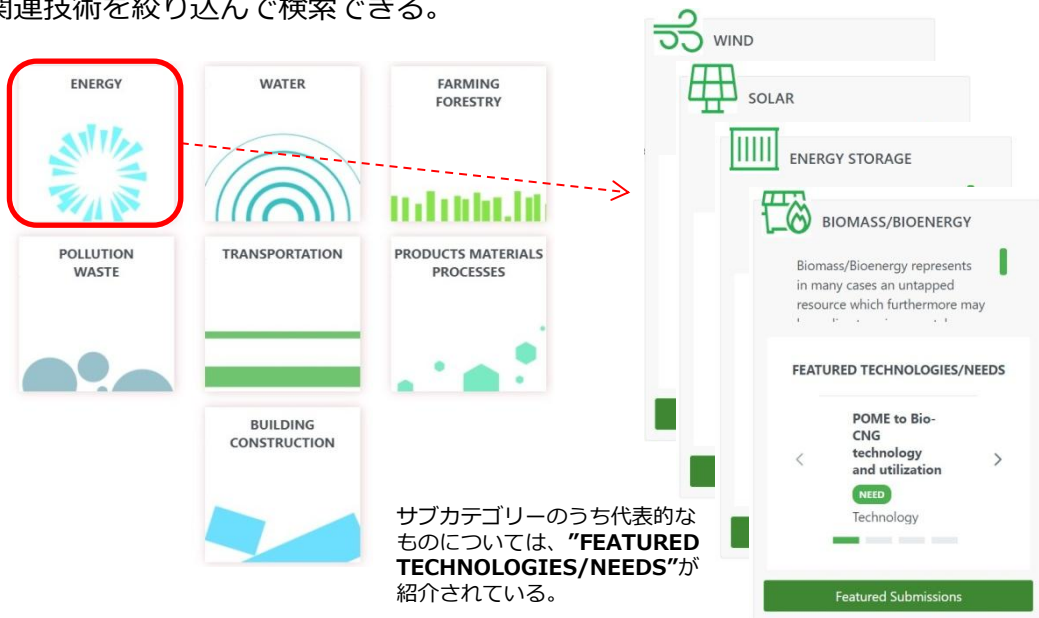 関連技術を絞り込んで検索できる。
ENERGY
WATER
FARMING
FORESTRY
POLLUTION
WASTE
TRANSPORTATION
PRODUCTS MATERIALS
PROCESSES
BUILDING
CONSTRUCTION
サブカテゴリーのうち代表的な
ものについては、”FEATURED
TECHNOLOGIES/NEEDS”が
紹介されている。
WIND
SOLAR
ENERGY STORAGE
BIOMASS/BIOENERGY
Biomass/Bioenergy represents
in many cases an untapped
resource which furthermore may
FEATURED TECHNOLOGIES/NEEDS
POME to Bio-
CNG
technology
and utilization
NEED
Technology
Featured Submissions